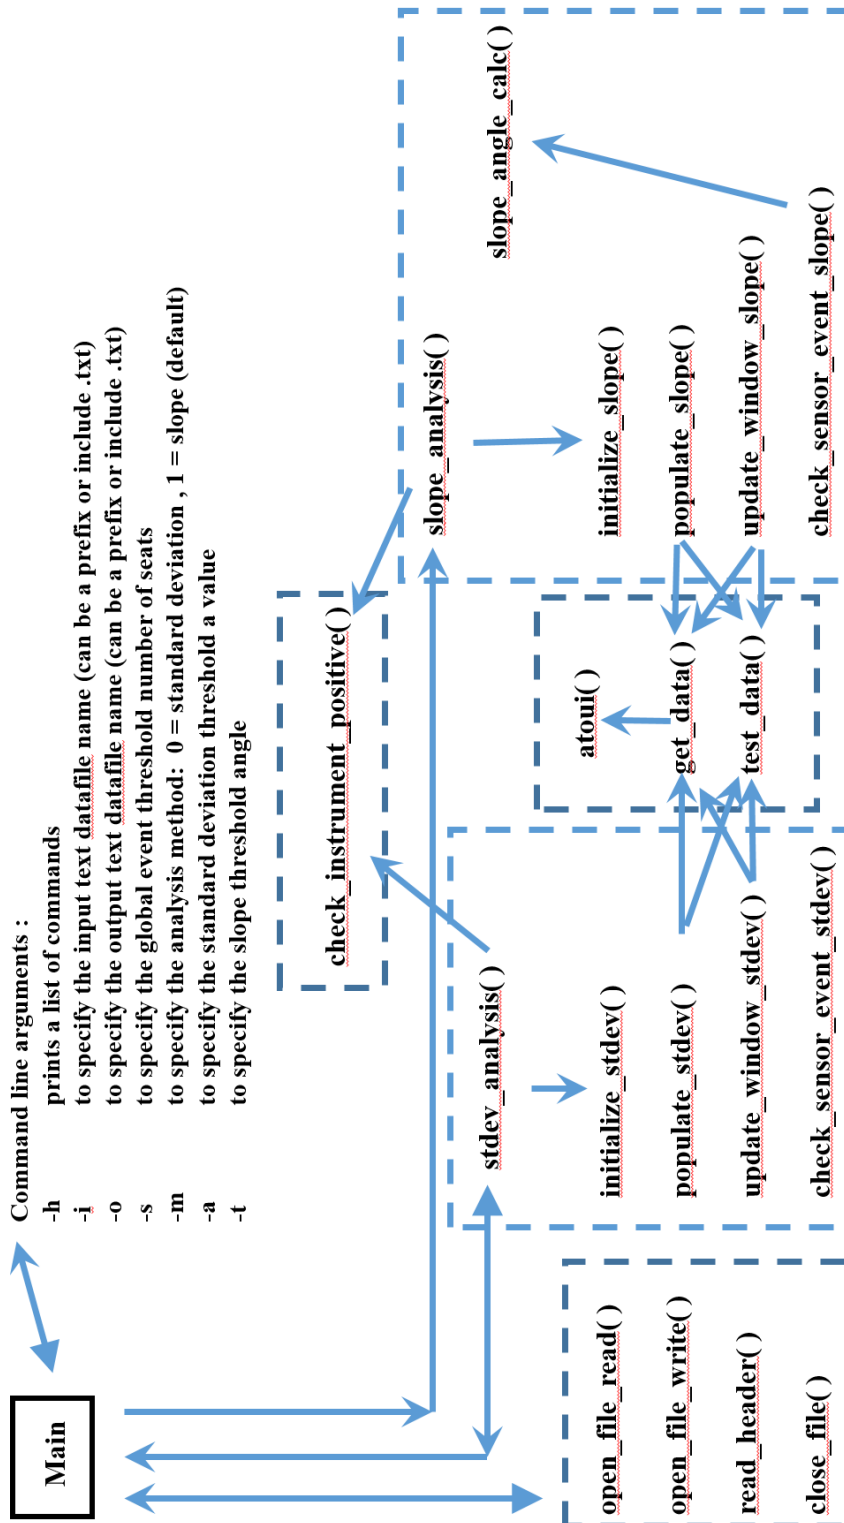 Main
Command line arguments :
-h prints a list of commands
-i to specify the input text datafile name (can be a prefix or include .txt)
-o to specify the output text datafile name (can be a prefix or include .txt)
-s to specify the global event threshold number of seats
-m to specify the analysis method: 0 = standard deviation , 1 = slope (default)
-a to specify the standard deviation threshold a value
-t to specify the slope threshold angle
check_instrument_positive( )
slope_analysis( )
stdev_analysis( )
slope_angle_calc( )
open_file_read( )
open_file_write( )
read_header( )
close_file( )
initialize_stdev( )
populate_stdev( )
update_window_stdev( )
check_sensor_event_stdev( )
atoui( )
get_data( )
test_data( )
initialize_slope( )
populate_slope( )
update_window_slope( )
check_sensor_event_slope( )